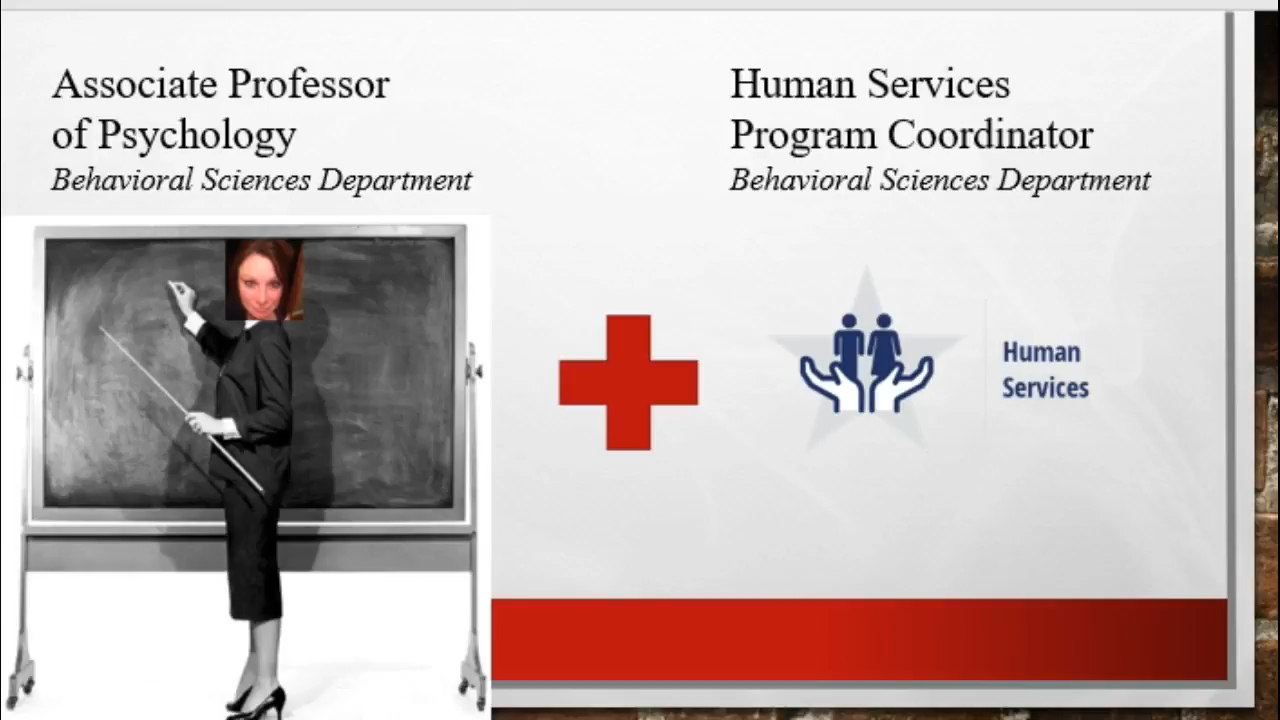 Associate Professor
of Psychology
Behavioral Sciences Department
Human Services
Program Coordinator
Behavioral Sciences Department
Human
Services